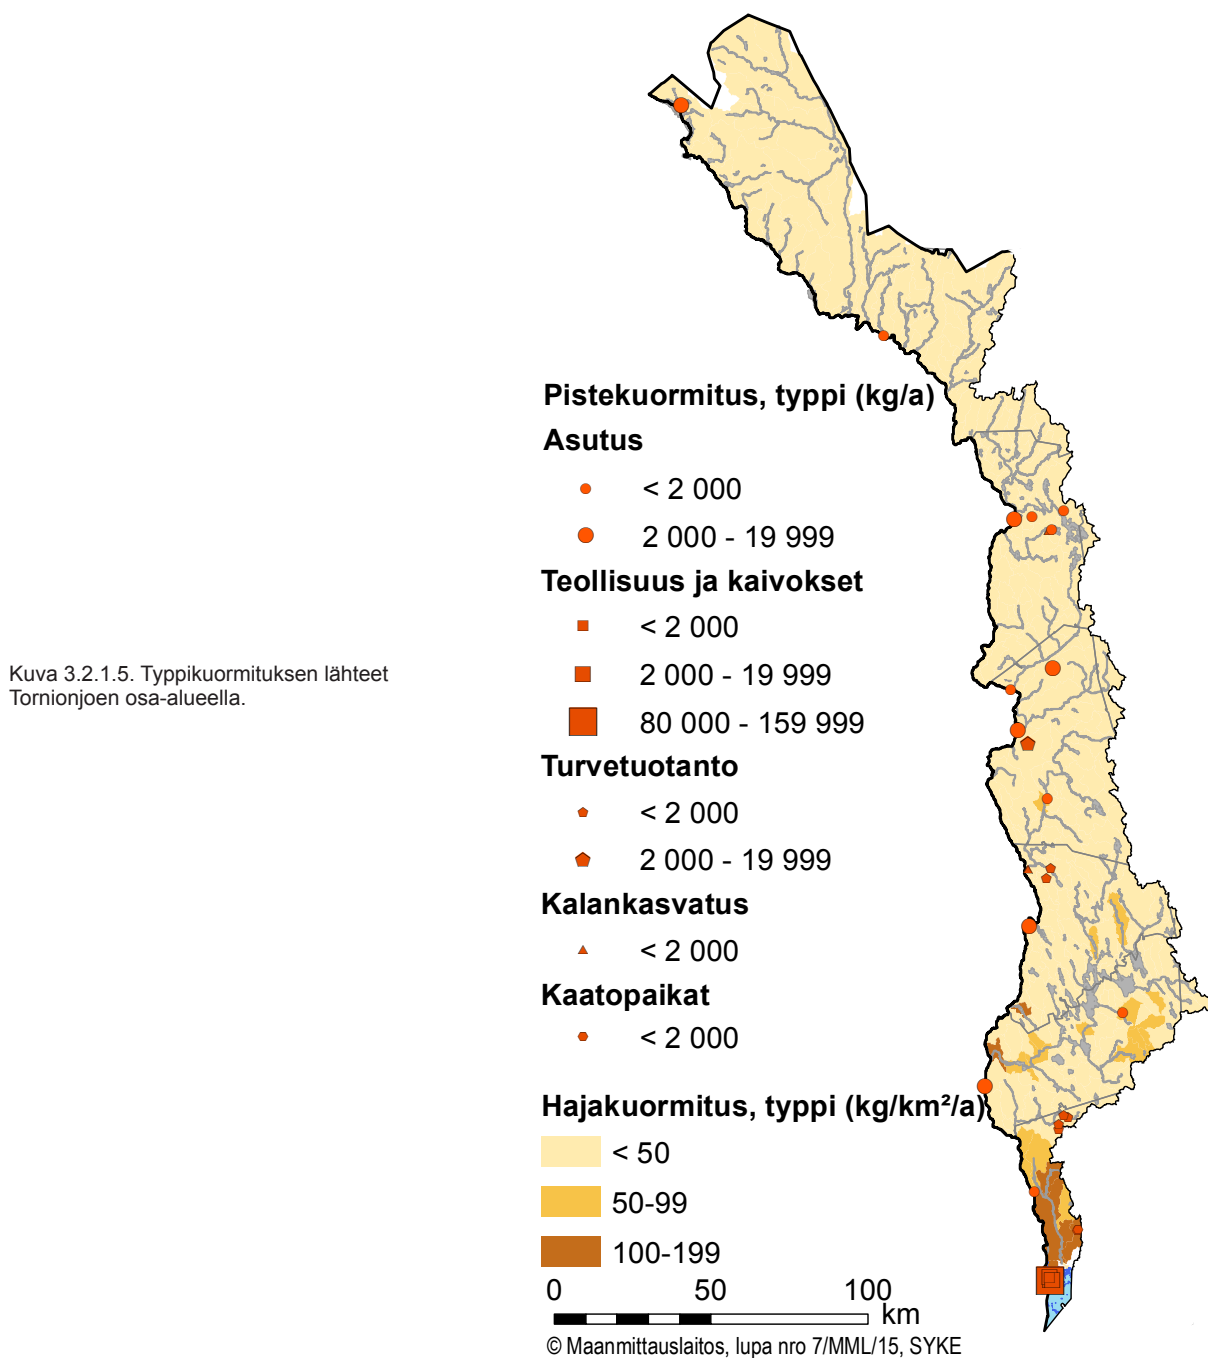 Kuva 3.2.1.5. Typpikuormituksen lähteet
Tornionjoen osa-alueella.
Pistekuormitus, typpi (kg/a)
Asutus
< 2 000
2 000 - 19 999
Teollisuus ja kaivokset
< 2 000
2 000 - 19 999
80 000 - 159 999
Turvetuotanto
< 2 000
2 000 - 19 999
Kalankasvatus
< 2 000
Kaatopaikat
< 2 000
Hajakuormitus, typpi (kg/km²/a)
< 50
50-99
100-199
0 50 100
km
© Maanmittauslaitos, lupa nro 7/MML/15, SYKE